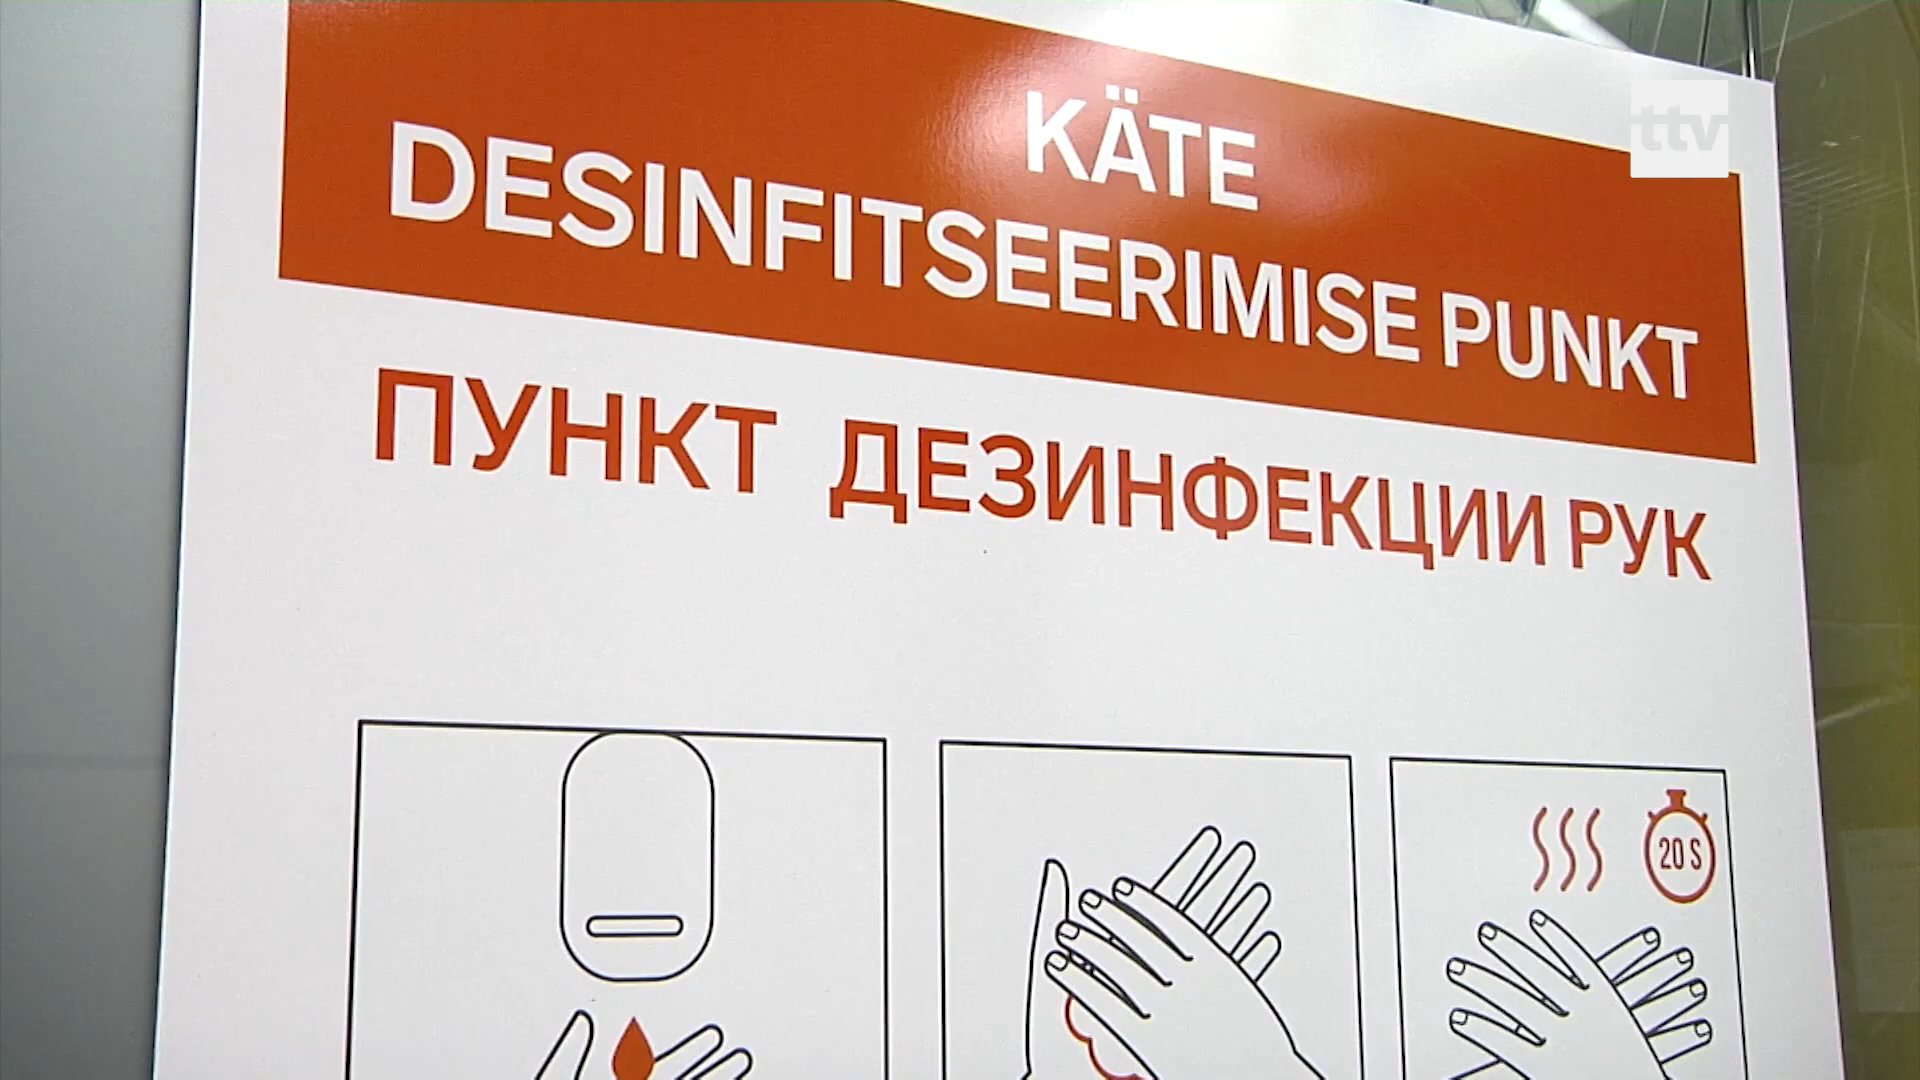 ttv
KÄTE
DESINFITSEERIMISE PUNKT
ПУНКТ ДЕЗИНФЕКЦИИ РУК
20 S